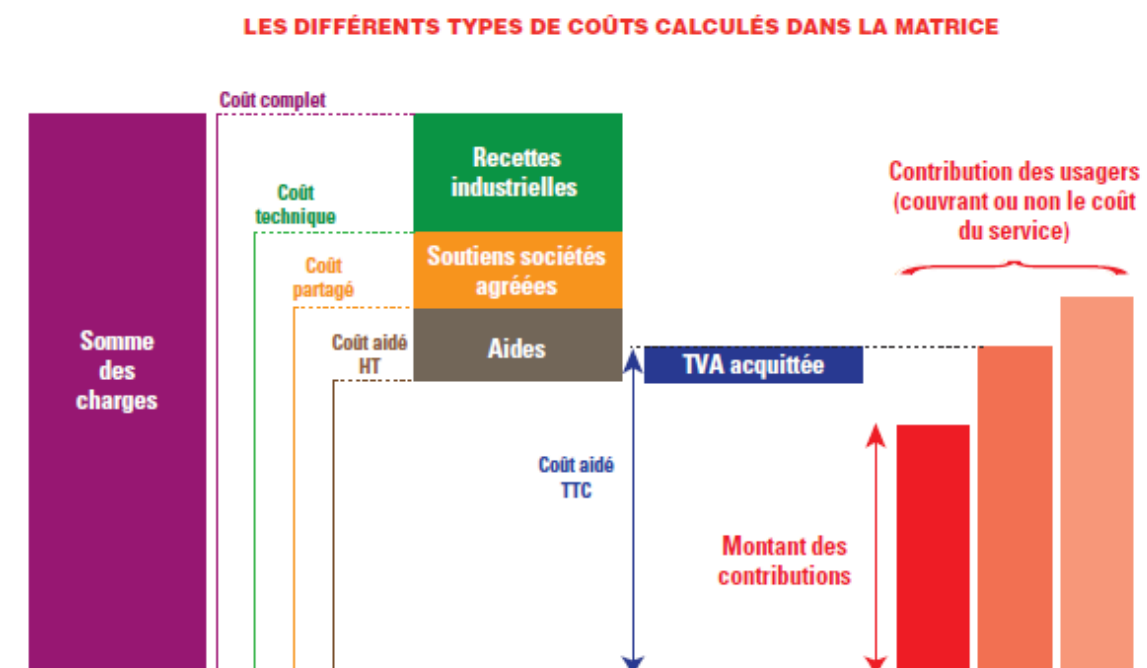 LES DIFFÉRENTS TYPES DE COÛTS CALCULÉS DANS LA MATRICE
Coût complet
Recettes
industrielles
Coût
technique
Contribution des usagers
(couvrant ou non le coût
du service)
Soutiens sociétés
agréées
Coût
partagé
Somme
des
charges
Coût aidé
HT
Aides
TVA acquittée
Coût aidé
TTC
Montant des
contributions